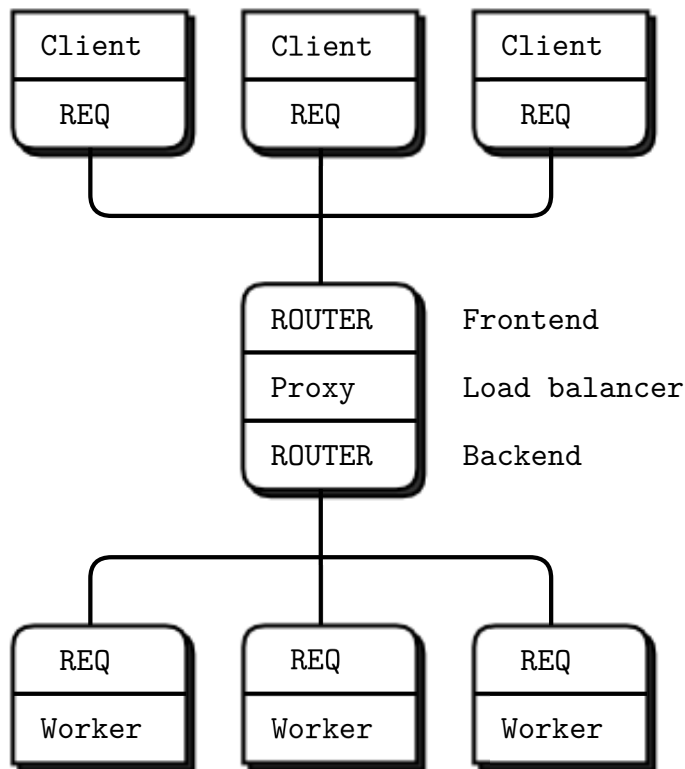 Client Client Client
REQ REQ REQ
ROUTER Frontend
Proxy Load balancer
ROUTER Backend
REQ REQ REQ
Worker Worker Worker